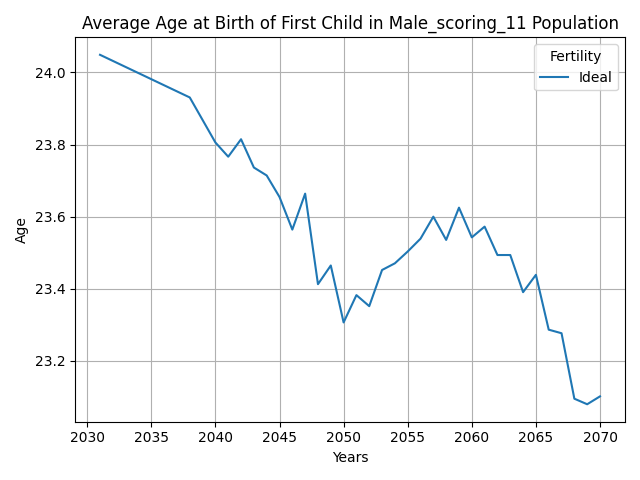 Average Age at Birth of First Child in Male_scoring_11 Population
Fertility
Ideal
24.0
23.8
23.6
23.4
23.2
Age
2030 2035 2040 2045 2050 2055 2060 2065 2070
Years